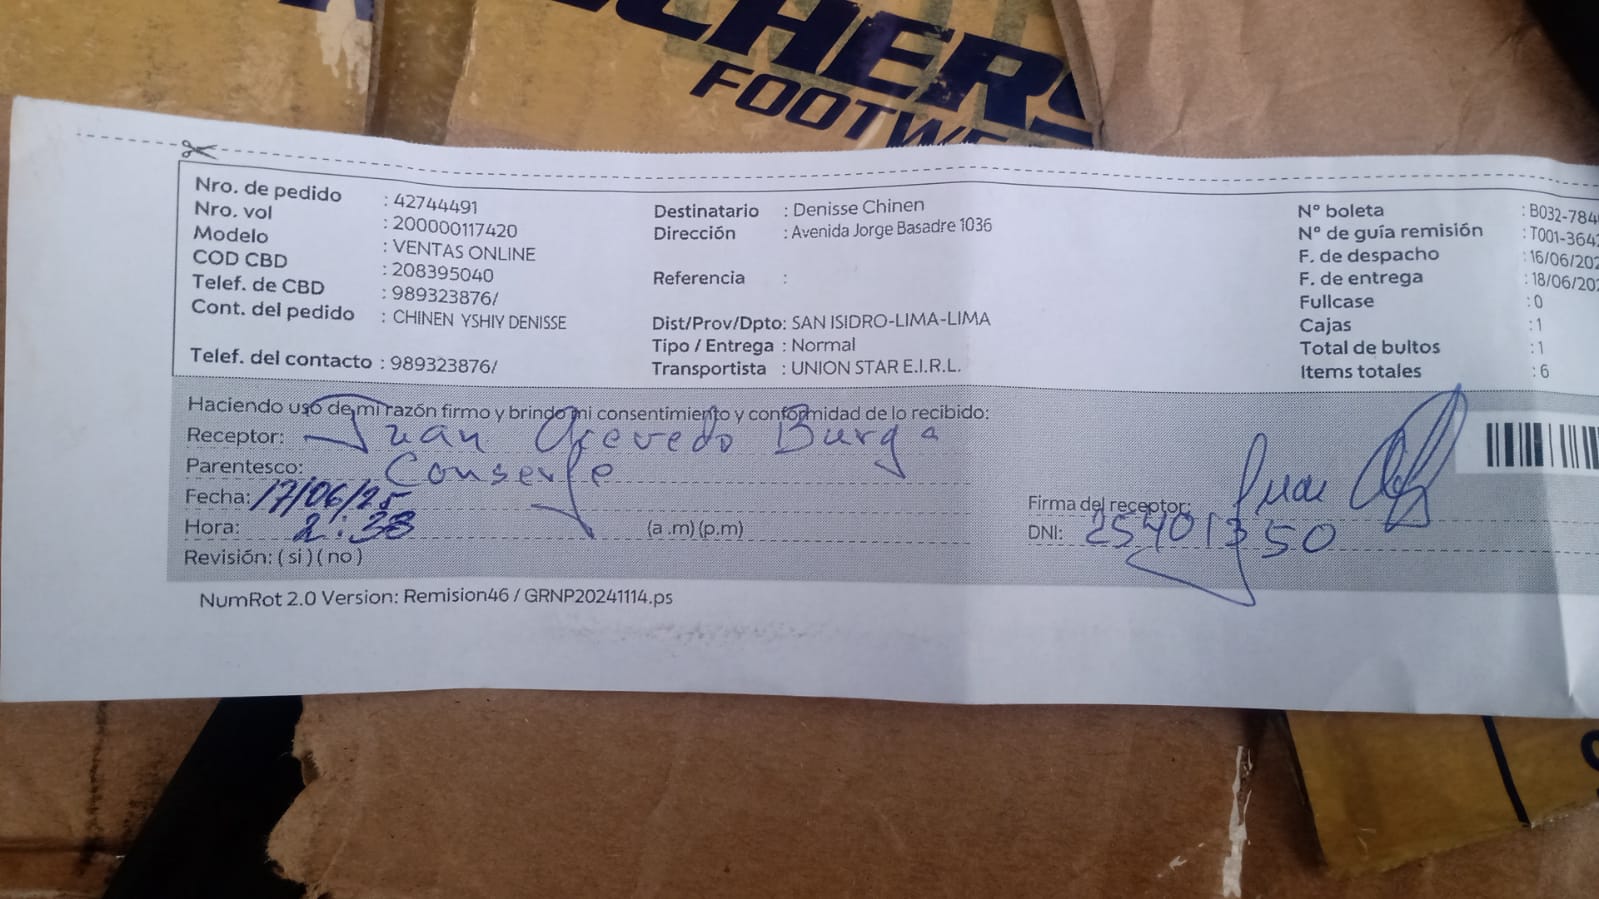 CHERS
FOOTWE
Nro. de pedido : 42744491
Nro. vol : 200000117420
Modelo : VENTAS ONLINE
COD CBD : 208395040
Telef. de CBD : 989323876/
Cont. del pedido : CHINEN YSHIY DENISSE
Telef. del contacto : 989323876/
Destinatario : Denisse Chinen
Dirección : Avenida Jorge Basadre 1036
Referencia :
Dist/Prov/Dpto: SAN ISIDRO-LIMA-LIMA
Tipo / Entrega : Normal
Transportista : UNION STAR E.I.R.L.
N° boleta : B032-784
N° de guía remisión : T001-364
F. de despacho : 16/06/202
F. de entrega : 18/06/202
Fullcase : 0
Cajas : 1
Total de bultos : 1
Items totales : 6
Haciendo uso de mi razón firmo y brindo mi consentimiento y conformidad de lo recibido:
Receptor: Juan Acevedo Burga
Parentesco: Conserje
Fecha: 17/06/25
Hora: 2:38 (a .m) (p.m)
Revisión: ( si ) ( no )
Firma del receptor: Juan
DNI: 25401350
NumRot 2.0 Version: Remision46 / GRNP20241114.ps